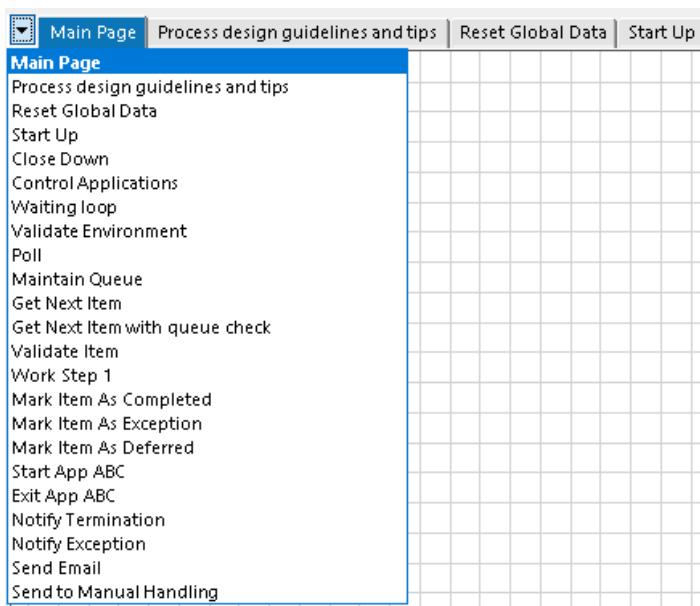 Main Page Process design guidelines and tips Reset Global Data Start Up
Main Page
Process design guidelines and tips
Reset Global Data
Start Up
Close Down
Control Applications
Waiting loop
Validate Environment
Poll
Maintain Queue
Get Next Item
Get Next Item with queue check
Validate Item
Work Step 1
Mark Item As Completed
Mark Item As Exception
Mark Item As Deferred
Start App ABC
Exit App ABC
Notify Termination
Notify Exception
Send Email
Send to Manual Handling